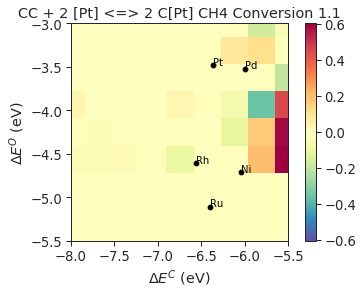 CC + 2 [Pt] <=> 2 C[Pt] CH4 Conversion 1.1
−3.0
−3.5
−4.0
−4.5
−5.0
−5.5
ΔE^O (eV)
Pt
Pd
Rh
Ni
Ru
−8.0 −7.5 −7.0 −6.5 −6.0 −5.5
ΔE^C (eV)
0.6
0.4
0.2
0.0
−0.2
−0.4
−0.6